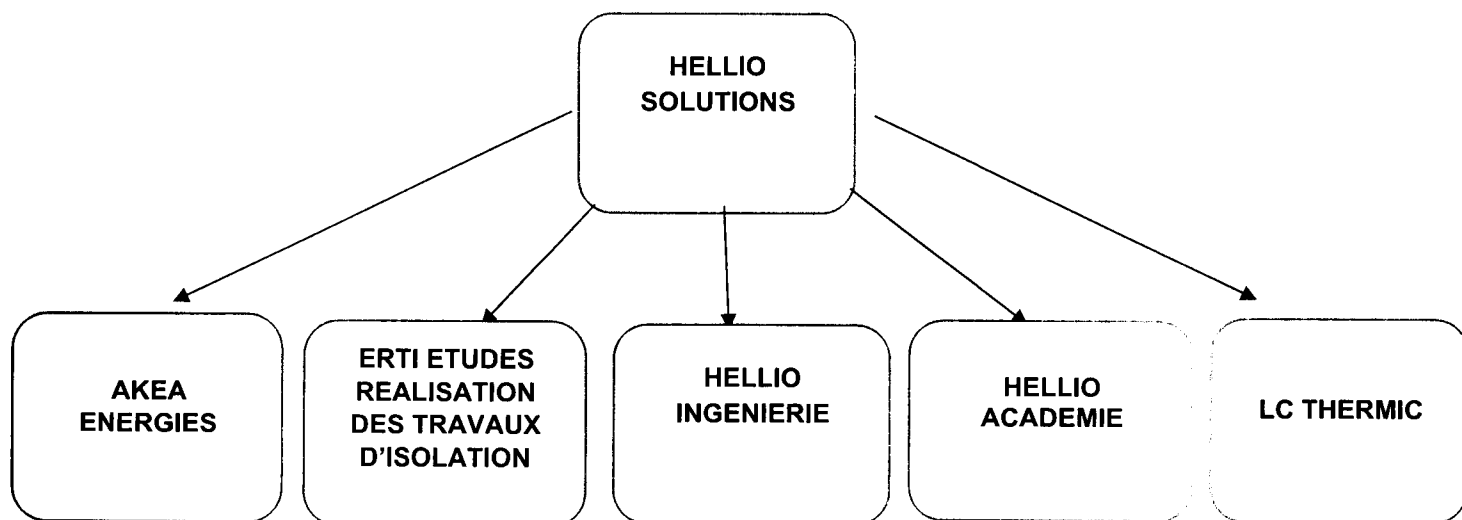 HELLIO
SOLUTIONS
AKEA
ENERGIES
ERTI ETUDES
REALISATION
DES TRAVAUX
D'ISOLATION
HELLIO
INGENIERIE
HELLIO
ACADEMIE
LC THERMIC